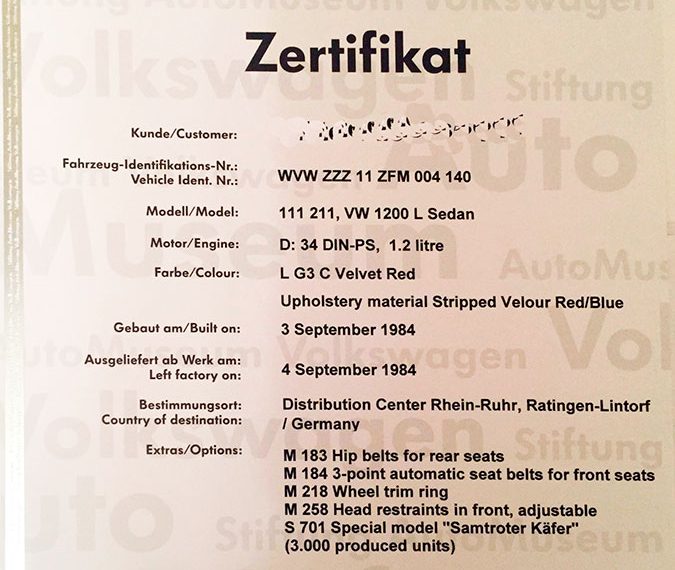 Zertifikat
Kunde/Customer:
Fahrzeug-Identifikations-Nr.:
Vehicle Ident. Nr.: WVW ZZZ 11 ZFM 004 140
Modell/Model: 111 211, VW 1200 L Sedan
Motor/Engine: D: 34 DIN-PS, 1.2 litre
Farbe/Colour: L G3 C Velvet Red
Upholstery material Stripped Velour Red/Blue
Gebaut am/Built on: 3 September 1984
Ausgeliefert ab Werk am:
Left factory on: 4 September 1984
Bestimmungsort: Distribution Center Rhein-Ruhr, Ratingen-Lintorf
Country of destination: / Germany
Extras/Options: M 183 Hip belts for rear seats
M 184 3-point automatic seat belts for front seats
M 218 Wheel trim ring
M 258 Head restraints in front, adjustable
S 701 Special model "Samtroter Käfer"
(3.000 produced units)